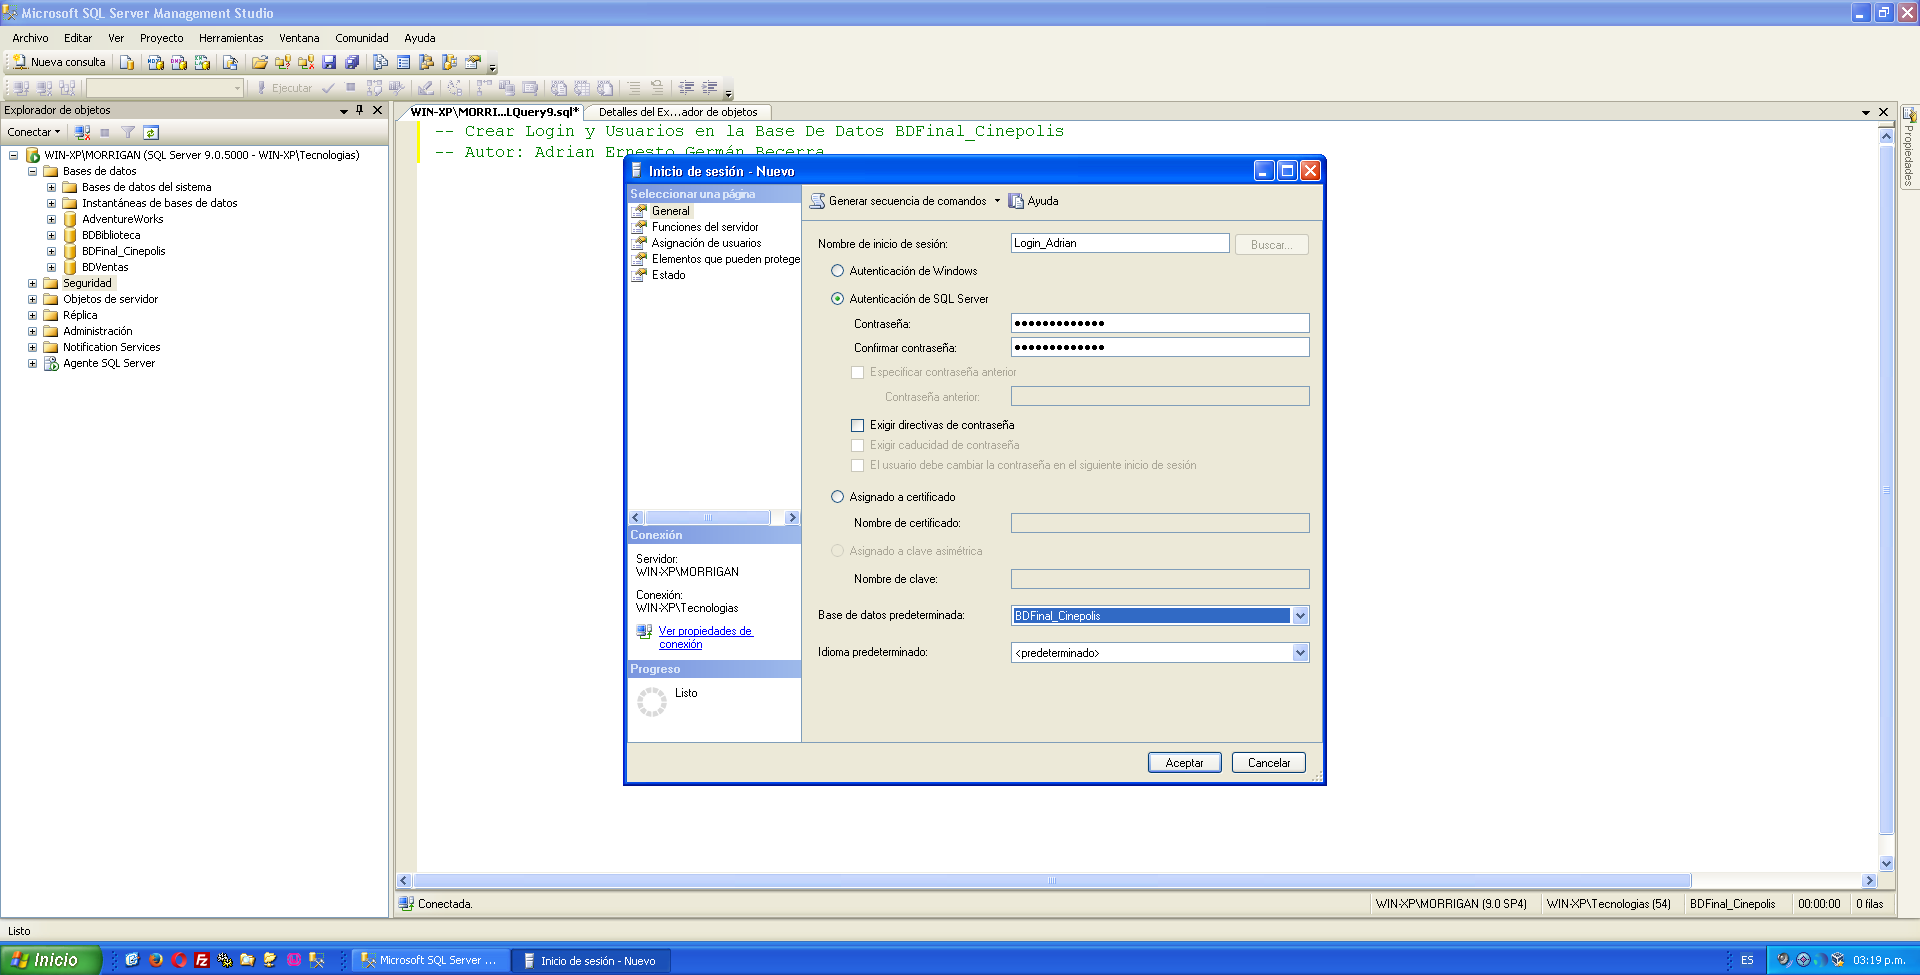 Microsoft SQL Server Management Studio
Archivo Editar Ver Proyecto Herramientas Ventana Comunidad Ayuda
Nueva consulta
Ejecutar
Explorador de objetos
Conectar
WIN-XP\MORRIGAN (SQL Server 9.0.5000 - WIN-XP\Tecnologias)
Bases de datos
Bases de datos del sistema
Instantáneas de bases de datos
AdventureWorks
BDBiblioteca
BDFinal_Cinepolis
BDVentas
Seguridad
Objetos de servidor
Réplica
Administración
Notification Services
Agente SQL Server
WIN-XP\MORRI...LQuery9.sql* Detalles del Ex...ador de objetos
-- Crear Login y Usuarios en la Base De Datos BDFinal_Cinepolis
-- Autor: Adrian Ernesto Germán Becerra
Propiedades
Inicio de sesión - Nuevo
Seleccionar una página
General
Funciones del servidor
Asignación de usuarios
Elementos que pueden protege
Estado
Conexión
Servidor:
WIN-XP\MORRIGAN
Conexión:
WIN-XP\Tecnologias
Ver propiedades de
conexión
Progreso
Listo
Generar secuencia de comandos Ayuda
Nombre de inicio de sesión: Login_Adrian Buscar...
Autenticación de Windows
Autenticación de SQL Server
Contraseña: ●●●●●●●●●●●●●
Confirmar contraseña: ●●●●●●●●●●●●●
Especificar contraseña anterior
Contraseña anterior:
Exigir directivas de contraseña
Exigir caducidad de contraseña
El usuario debe cambiar la contraseña en el siguiente inicio de sesión
Asignado a certificado
Nombre de certificado:
Asignado a clave asimétrica
Nombre de clave:
Base de datos predeterminada: BDFinal_Cinepolis
Idioma predeterminado: <predeterminado>
Aceptar Cancelar
Conectada. WIN-XP\MORRIGAN (9.0 SP4) WIN-XP\Tecnologias (54) BDFinal_Cinepolis 00:00:00 0 filas
Listo
Inicio Microsoft SQL Server ... Inicio de sesión - Nuevo ES 03:19 p.m.